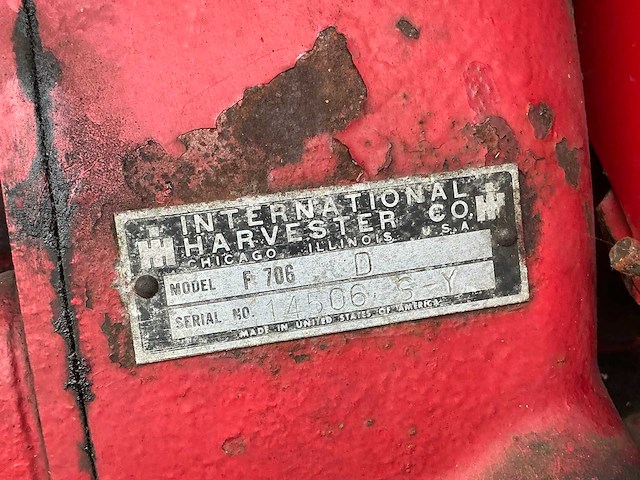 INTERNATIONAL
HARVESTER CO.
CHICAGO ILLINOIS U.S.A.
MODEL F 706 D
SERIAL NO. 14506 S Y
MADE IN UNITED STATES OF AMERICA